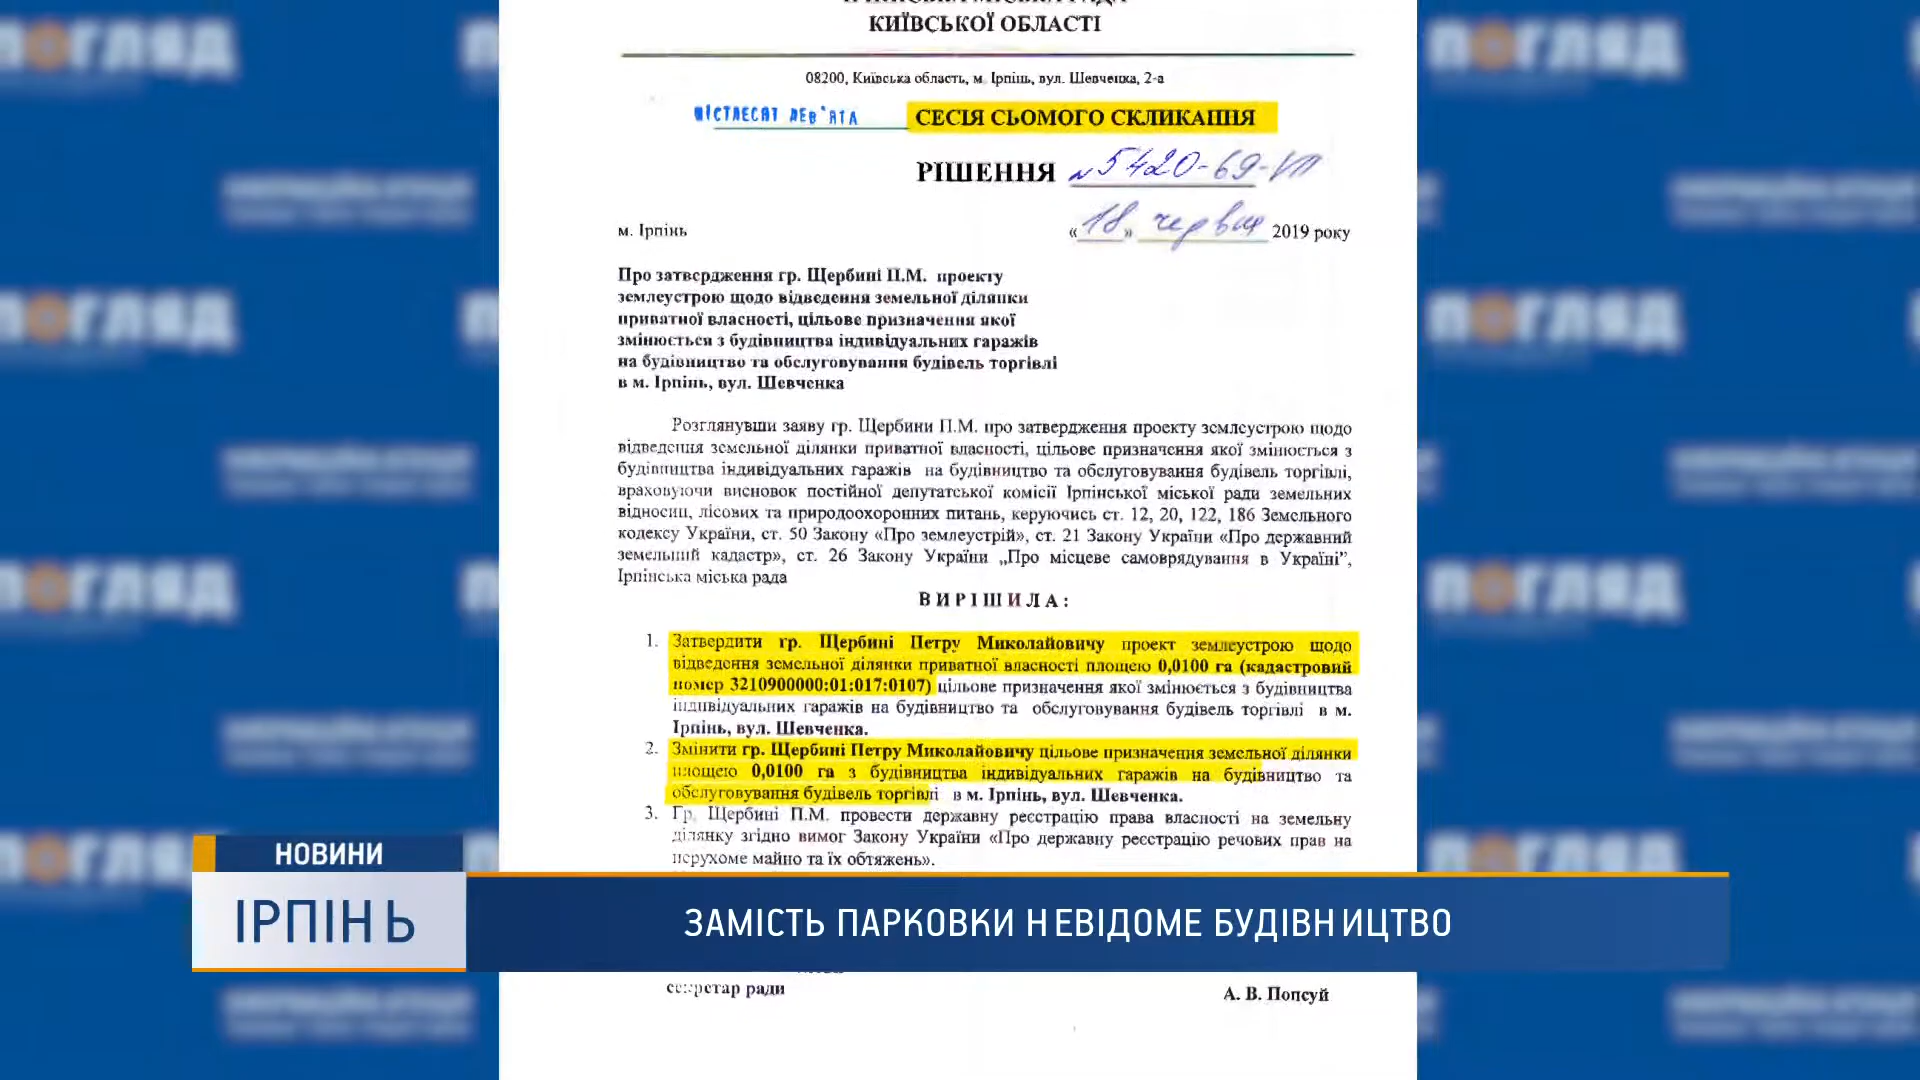 КИЇВСЬКОЇ ОБЛАСТІ
08200, Київська область, м. Ірпінь, вул. Шевченка, 2-а
ШІСТДЕСЯТ ДЕВ`ЯТА СЕСІЯ СЬОМОГО СКЛИКАННЯ
РІШЕННЯ №5420-69-VII
м. Ірпінь «18» червня 2019 року
Про затвердження гр. Щербині П.М. проекту
землеустрою щодо відведення земельної ділянки
приватної власності, цільове призначення якої
змінюється з будівництва індивідуальних гаражів
на будівництво та обслуговування будівель торгівлі
в м. Ірпінь, вул. Шевченка
Розглянувши заяву гр. Щербини П.М. про затвердження проекту землеустрою щодо
відведення земельної ділянки приватної власності, цільове призначення якої змінюється з
будівництва індивідуальних гаражів на будівництво та обслуговування будівель торгівлі,
враховуючи висновок постійної депутатської комісії Ірпінської міської ради земельних
відносин, лісових та природоохоронних питань, керуючись ст. 12, 20, 122, 186 Земельного
кодексу України, ст. 50 Закону «Про землеустрій», ст. 21 Закону України «Про державний
земельний кадастр», ст. 26 Закону України „Про місцеве самоврядування в Україні”,
Ірпінська міська рада
ВИРІШИЛА:
1. Затвердити гр. Щербині Петру Миколайовичу проект землеустрою щодо
відведення земельної ділянки приватної власності площею 0,0100 га (кадастровий
номер 3210900000:01:017:0107) цільове призначення якої змінюється з будівництва
індивідуальних гаражів на будівництво та обслуговування будівель торгівлі в м.
Ірпінь, вул. Шевченка.
2. Змінити гр. Щербині Петру Миколайовичу цільове призначення земельної ділянки
площею 0,0100 га з будівництва індивідуальних гаражів на будівництво та
обслуговування будівель торгівлі в м. Ірпінь, вул. Шевченка.
3. Гр. Щербині П.М. провести державну реєстрацію права власності на земельну
ділянку згідно вимог Закону України «Про державну реєстрацію речових прав на
нерухоме майно та їх обтяжень».
НОВИНИ
ІРПІНЬ
ЗАМІСТЬ ПАРКОВКИ НЕВІДОМЕ БУДІВНИЦТВО
секретар ради А. В. Попсуй
ПОГЛЯД